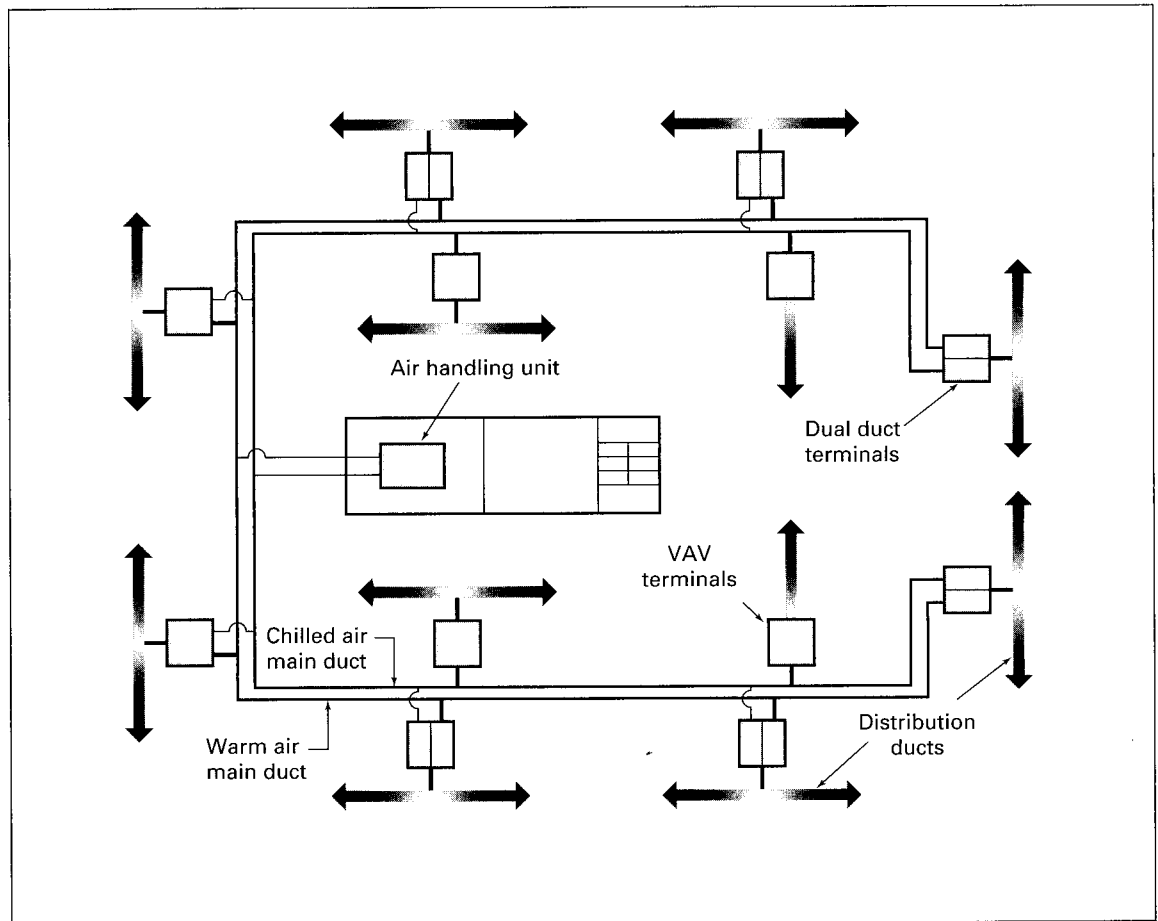 Air handling unit
Dual duct
terminals
VAV
terminals
Chilled air
main duct
Warm air
main duct
Distribution
ducts